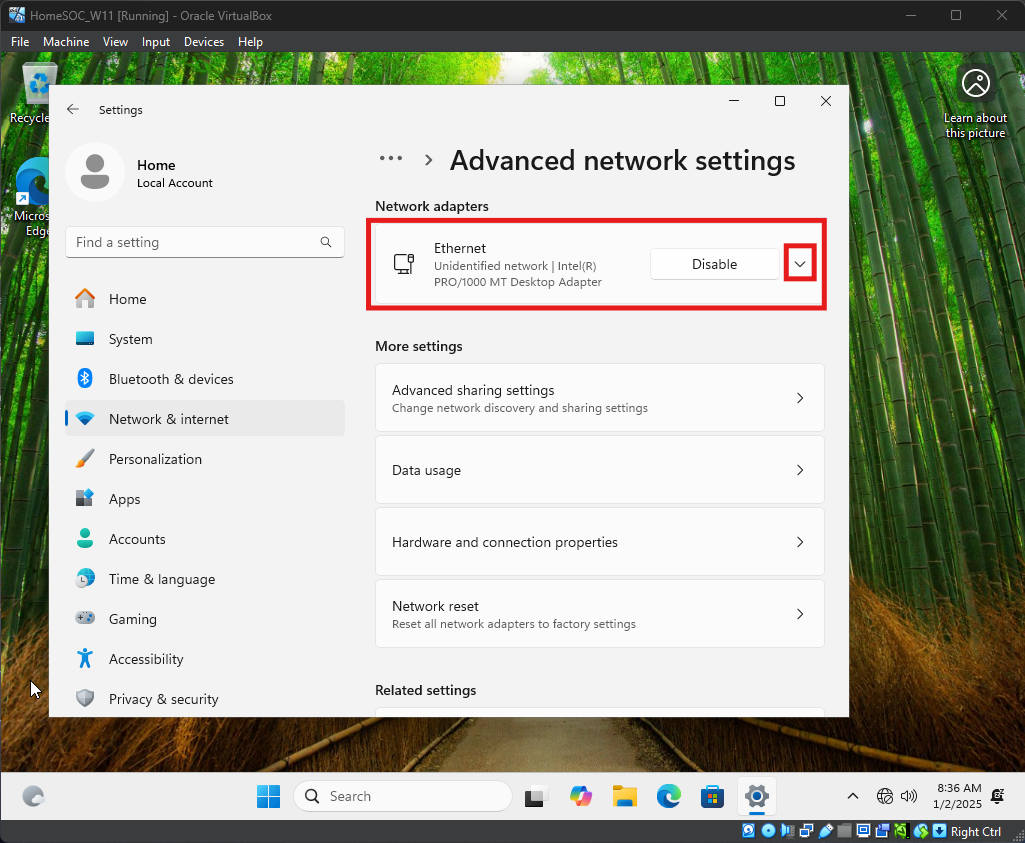 HomeSOC_W11 [Running] - Oracle VirtualBox
File Machine View Input Devices Help
Recycle
Micros
Edge
Learn about
this picture
Settings
Home
Local Account
Find a setting
Home
System
Bluetooth & devices
Network & internet
Personalization
Apps
Accounts
Time & language
Gaming
Accessibility
Privacy & security
Advanced network settings
Network adapters
Ethernet
Unidentified network | Intel(R)
PRO/1000 MT Desktop Adapter
Disable
More settings
Advanced sharing settings
Change network discovery and sharing settings
Data usage
Hardware and connection properties
Network reset
Reset all network adapters to factory settings
Related settings
Search
8:36 AM
1/2/2025
Right Ctrl